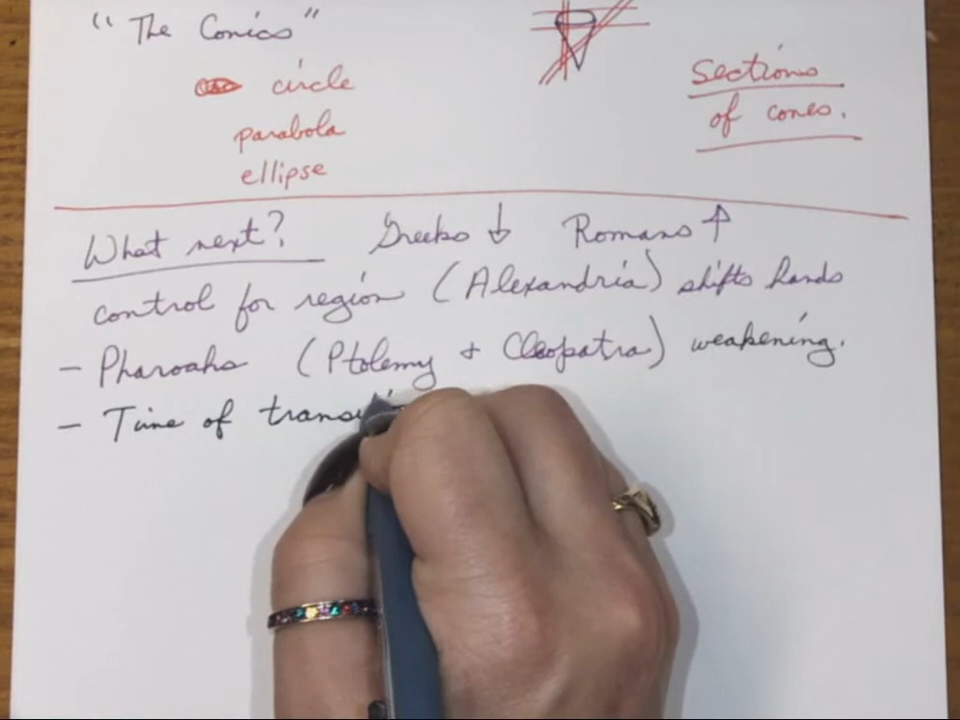 "The Conics"
circle
parabola
ellipse
Sections
of cones.
What next? Greeks ↓ Romans ↑
control for region (Alexandria) shifts hands
- Pharoahs (Ptolemy + Cleopatra) weakening.
- Time of